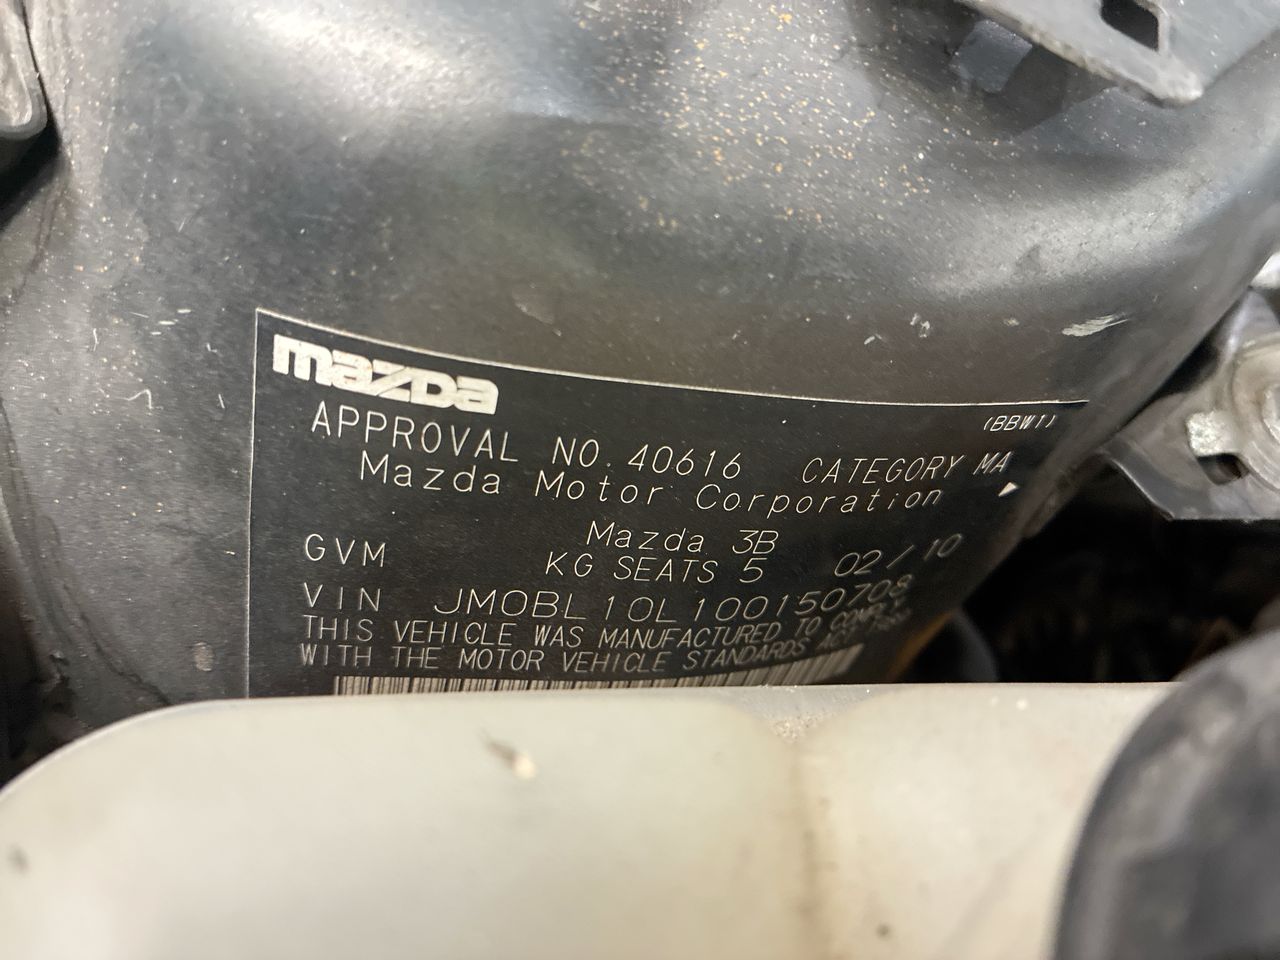 mazda
(BBW1)
APPROVAL NO. 40616 CATEGORY MA
Mazda Motor Corporation
Mazda 3B
GVM KG SEATS 5 02/10
VIN JM0BL10L100150708
THIS VEHICLE WAS MANUFACTURED TO COMPLY
WITH THE MOTOR VEHICLE STANDARDS ACT